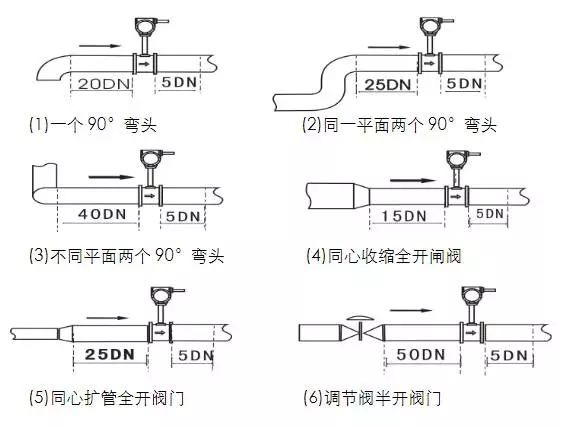 20DN 5DN 25DN 5DN
(1)一个90°弯头 (2)同一平面两个90°弯头
40DN 5DN 15DN 5DN
(3)不同平面两个90°弯头 (4)同心收缩全开闸阀
25DN 5DN 50DN 5DN
(5)同心扩管全开阀门 (6)调节阀半开阀门